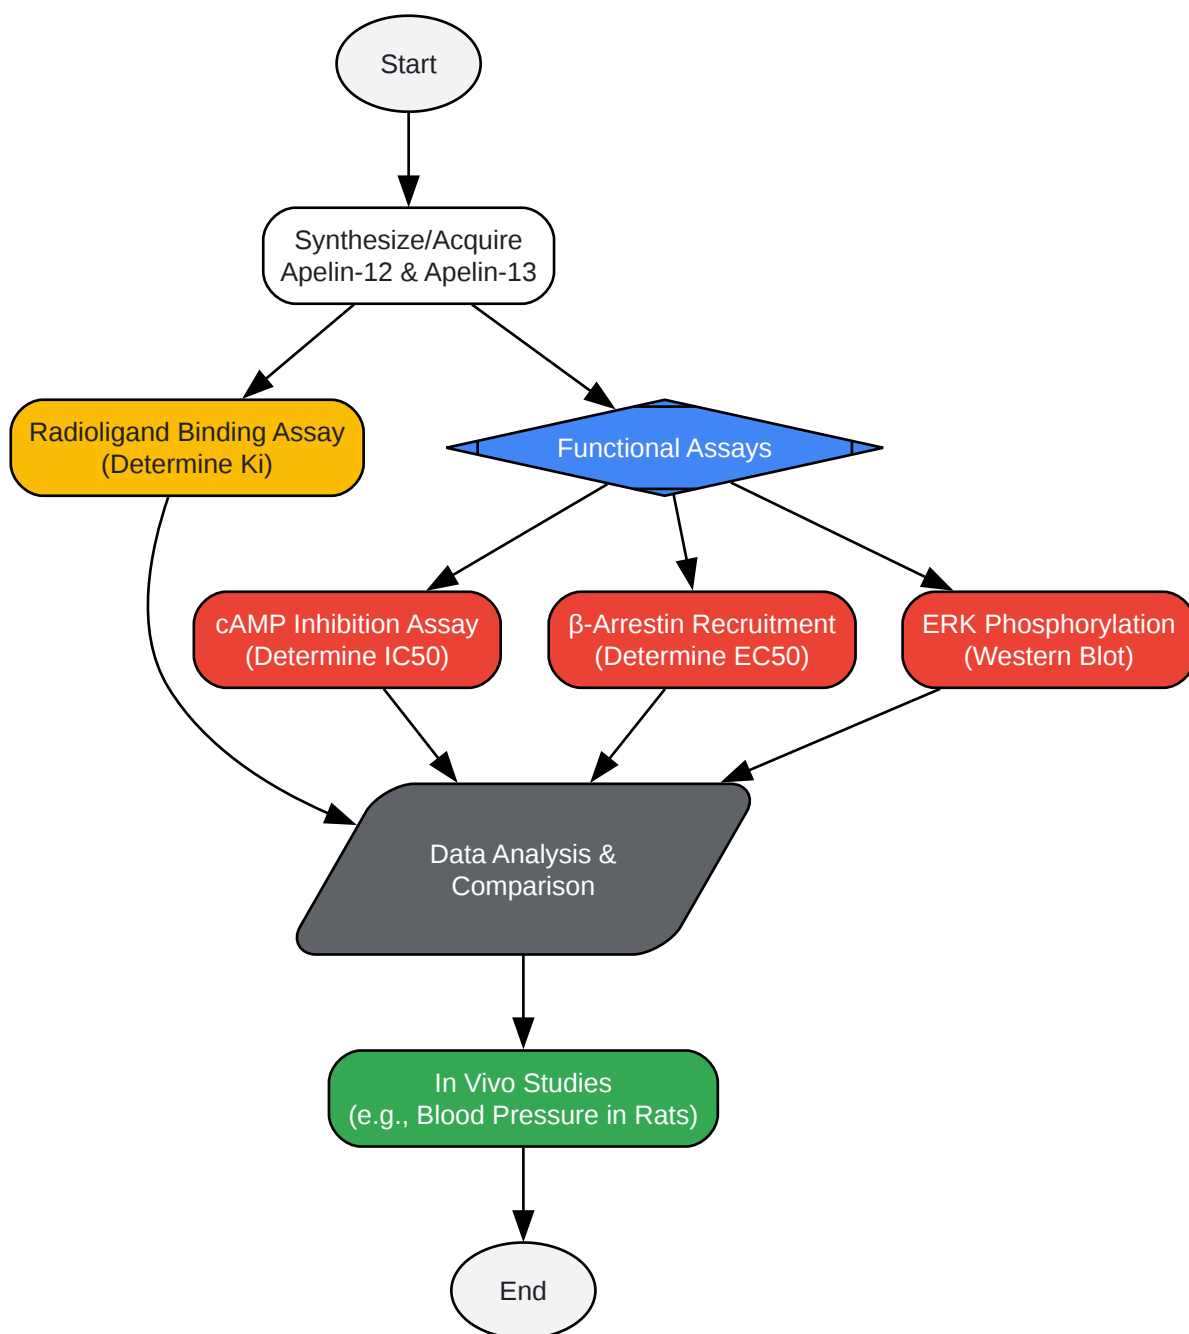 Start
Synthesize/Acquire
Apelin-12 & Apelin-13
Radioligand Binding Assay
(Determine Ki)
Functional Assays
cAMP Inhibition Assay
(Determine IC50)
β-Arrestin Recruitment
(Determine EC50)
ERK Phosphorylation
(Western Blot)
Data Analysis &
Comparison
In Vivo Studies
(e.g., Blood Pressure in Rats)
End